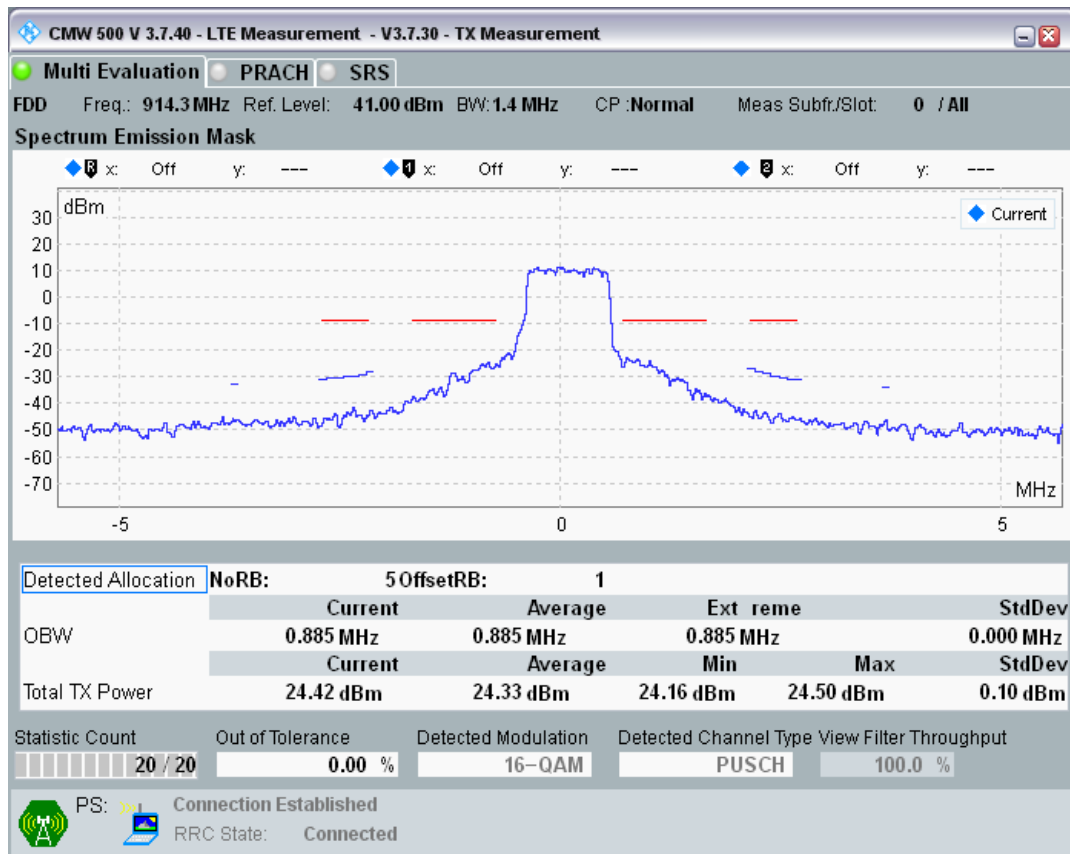 CMW 500 V 3.7.40 - LTE Measurement - V3.7.30 - TX Measurement
Multi Evaluation PRACH SRS
FDD Freq.: 914.3 MHz Ref. Level: 41.00 dBm BW: 1.4 MHz CP :Normal Meas Subfr./Slot: 0 / All
Spectrum Emission Mask
R x: Off y: --- 1 x: Off y: --- 2 x: Off y: ---
dBm
Current
30
20
10
0
-10
-20
-30
-40
-50
-60
-70
MHz
-5 0 5
Detected Allocation NoRB: 5 OffsetRB: 1
Current Average Ext reme StdDev
OBW 0.885 MHz 0.885 MHz 0.885 MHz 0.000 MHz
Current Average Min Max StdDev
Total TX Power 24.42 dBm 24.33 dBm 24.16 dBm 24.50 dBm 0.10 dBm
Statistic Count Out of Tolerance Detected Modulation Detected Channel Type View Filter Throughput
20 / 20 0.00 % 16-QAM PUSCH 100.0 %
PS: Connection Established
RRC State: Connected